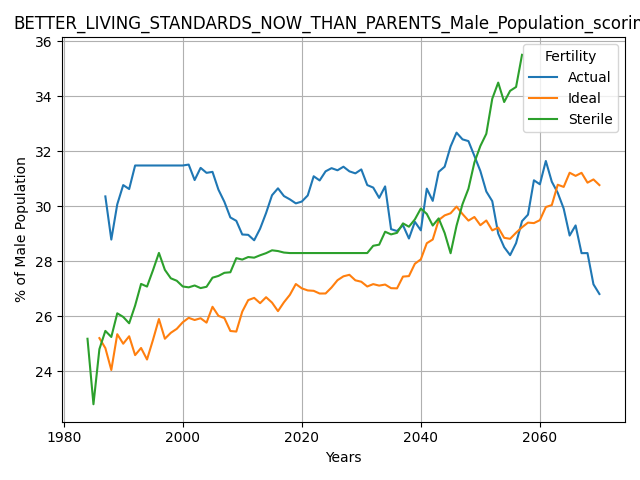 BETTER_LIVING_STANDARDS_NOW_THAN_PARENTS_Male_Population_scorin
36
34
32
30
28
26
24
% of Male Population
Fertility
Actual
Ideal
Sterile
1980
2000
2020
2040
2060
Years